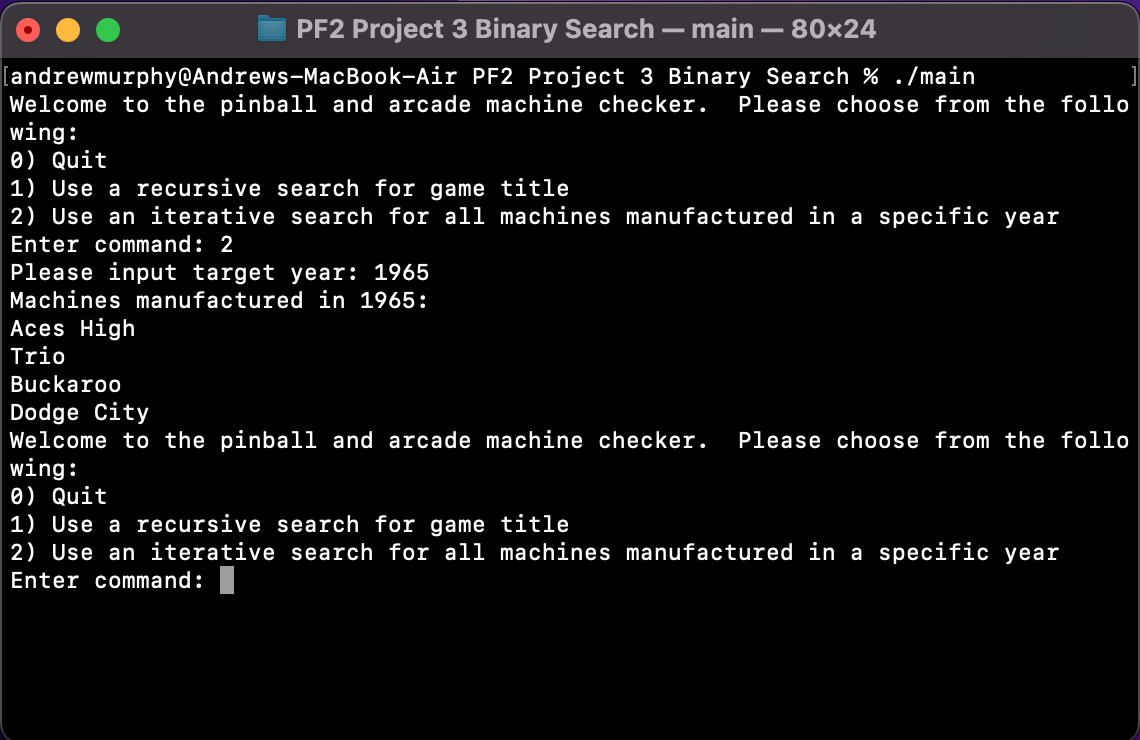 PF2 Project 3 Binary Search — main — 80×24
[andrewmurphy@Andrews-MacBook-Air PF2 Project 3 Binary Search % ./main ]
Welcome to the pinball and arcade machine checker.  Please choose from the follo
wing:
0) Quit
1) Use a recursive search for game title
2) Use an iterative search for all machines manufactured in a specific year
Enter command: 2
Please input target year: 1965
Machines manufactured in 1965:
Aces High
Trio
Buckaroo
Dodge City
Welcome to the pinball and arcade machine checker.  Please choose from the follo
wing:
0) Quit
1) Use a recursive search for game title
2) Use an iterative search for all machines manufactured in a specific year
Enter command: